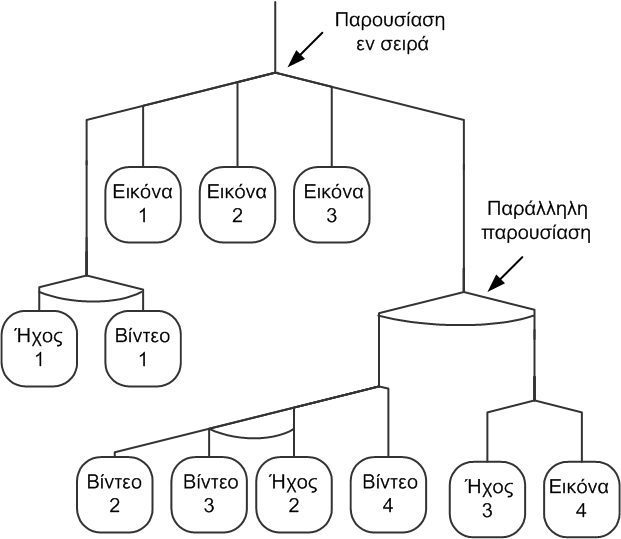 Παρουσίαση
εν σειρά
Εικόνα
1
Εικόνα
2
Εικόνα
3
Παράλληλη
παρουσίαση
Ήχος
1
Βίντεο
1
Βίντεο
2
Βίντεο
3
Ήχος
2
Βίντεο
4
Ήχος
3
Εικόνα
4